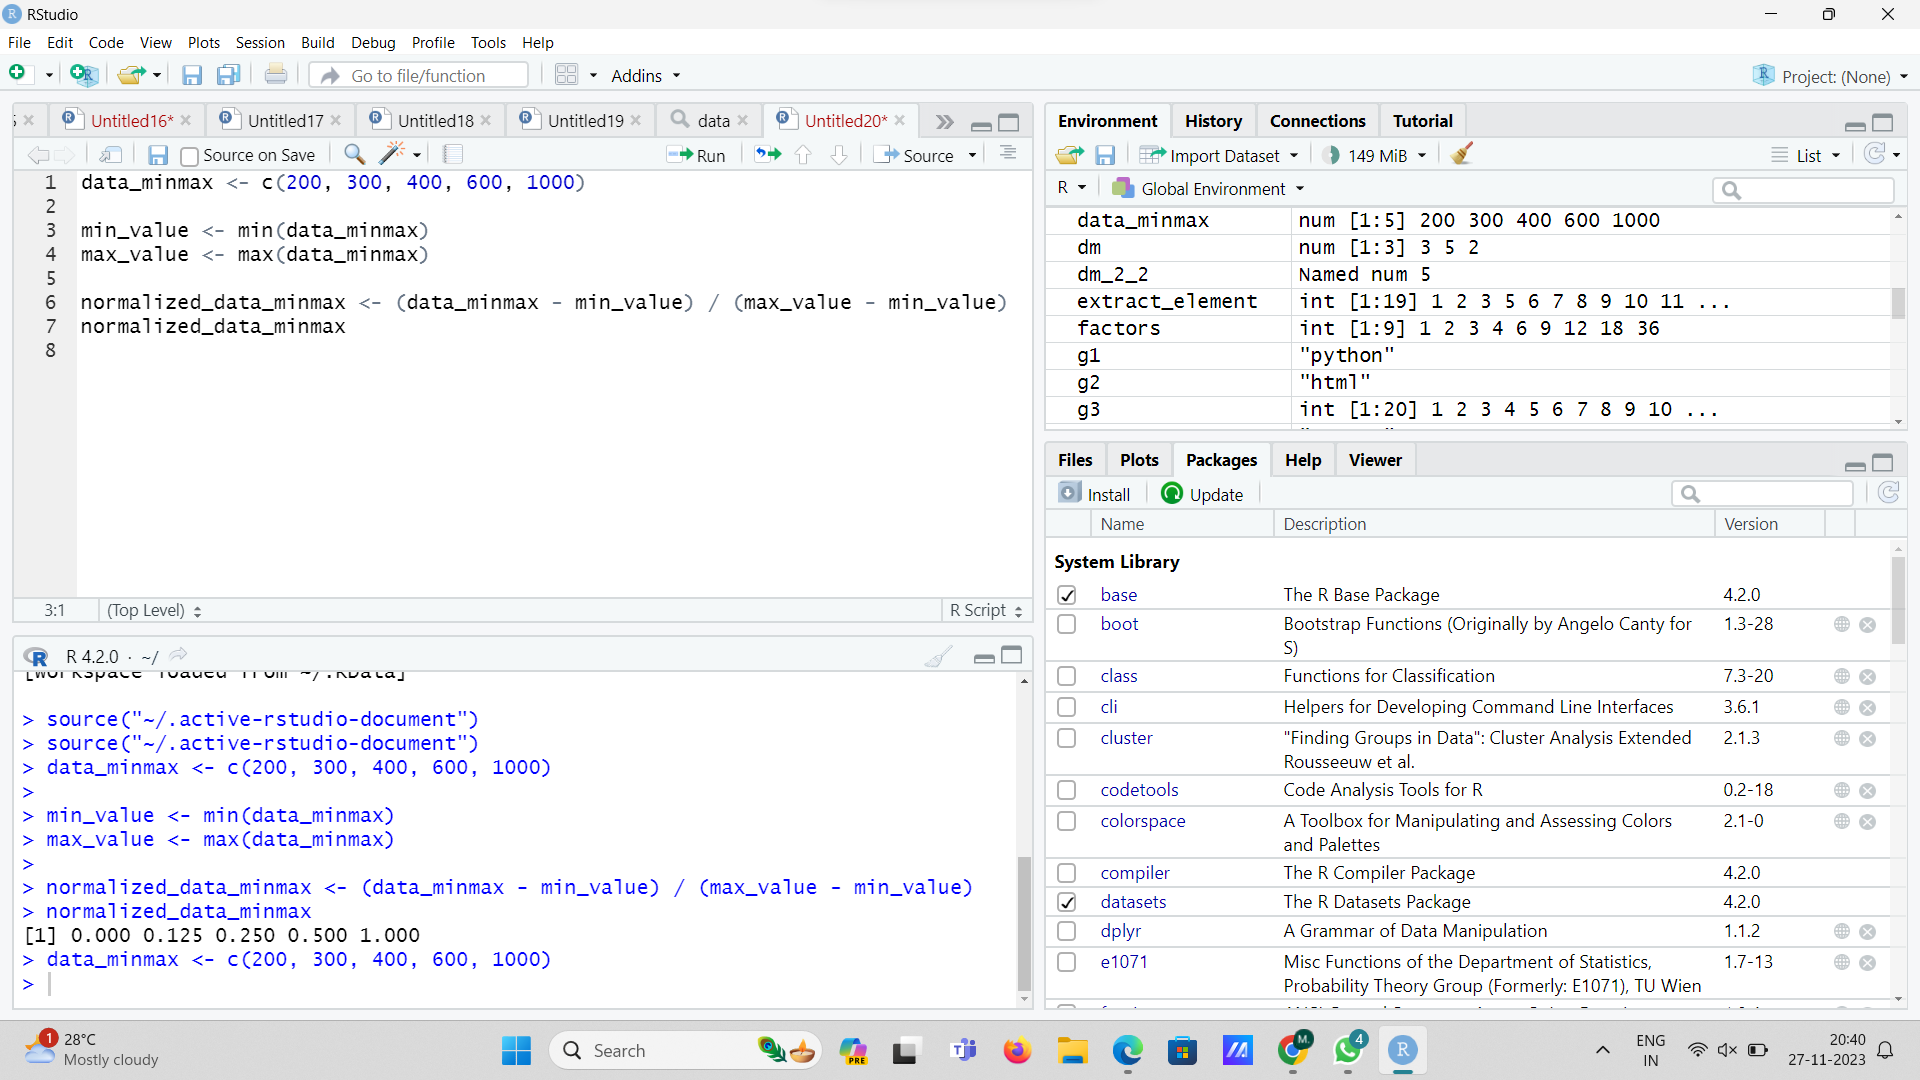 RStudio
File Edit Code View Plots Session Build Debug Profile Tools Help
Go to file/function Addins Project: (None)
Untitled16* Untitled17 Untitled18 Untitled19 data Untitled20*
Source on Save Run Source
1 data_minmax <- c(200, 300, 400, 600, 1000)
2
3 min_value <- min(data_minmax)
4 max_value <- max(data_minmax)
5
6 normalized_data_minmax <- (data_minmax - min_value) / (max_value - min_value)
7 normalized_data_minmax
8
3:1 (Top Level) R Script
R 4.2.0 · ~/
[Workspace loaded from ~/.RData]
> source("~/.active-rstudio-document")
> source("~/.active-rstudio-document")
> data_minmax <- c(200, 300, 400, 600, 1000)
>
> min_value <- min(data_minmax)
> max_value <- max(data_minmax)
>
> normalized_data_minmax <- (data_minmax - min_value) / (max_value - min_value)
> normalized_data_minmax
[1] 0.000 0.125 0.250 0.500 1.000
> data_minmax <- c(200, 300, 400, 600, 1000)
>
Environment History Connections Tutorial
Import Dataset 149 MiB List
R Global Environment
data_minmax num [1:5] 200 300 400 600 1000
dm num [1:3] 3 5 2
dm_2_2 Named num 5
extract_element int [1:19] 1 2 3 5 6 7 8 9 10 11 ...
factors int [1:9] 1 2 3 4 6 9 12 18 36
g1 "python"
g2 "html"
g3 int [1:20] 1 2 3 4 5 6 7 8 9 10 ...
Files Plots Packages Help Viewer
Install Update
Name Description Version
System Library
base The R Base Package 4.2.0
boot Bootstrap Functions (Originally by Angelo Canty for 1.3-28
S)
class Functions for Classification 7.3-20
cli Helpers for Developing Command Line Interfaces 3.6.1
cluster "Finding Groups in Data": Cluster Analysis Extended 2.1.3
Rousseeuw et al.
codetools Code Analysis Tools for R 0.2-18
colorspace A Toolbox for Manipulating and Assessing Colors 2.1-0
and Palettes
compiler The R Compiler Package 4.2.0
datasets The R Datasets Package 4.2.0
dplyr A Grammar of Data Manipulation 1.1.2
e1071 Misc Functions of the Department of Statistics, 1.7-13
Probability Theory Group (Formerly: E1071), TU Wien
1 28°C
Mostly cloudy
Search
PRE
M.
4
ENG
IN
20:40
27-11-2023